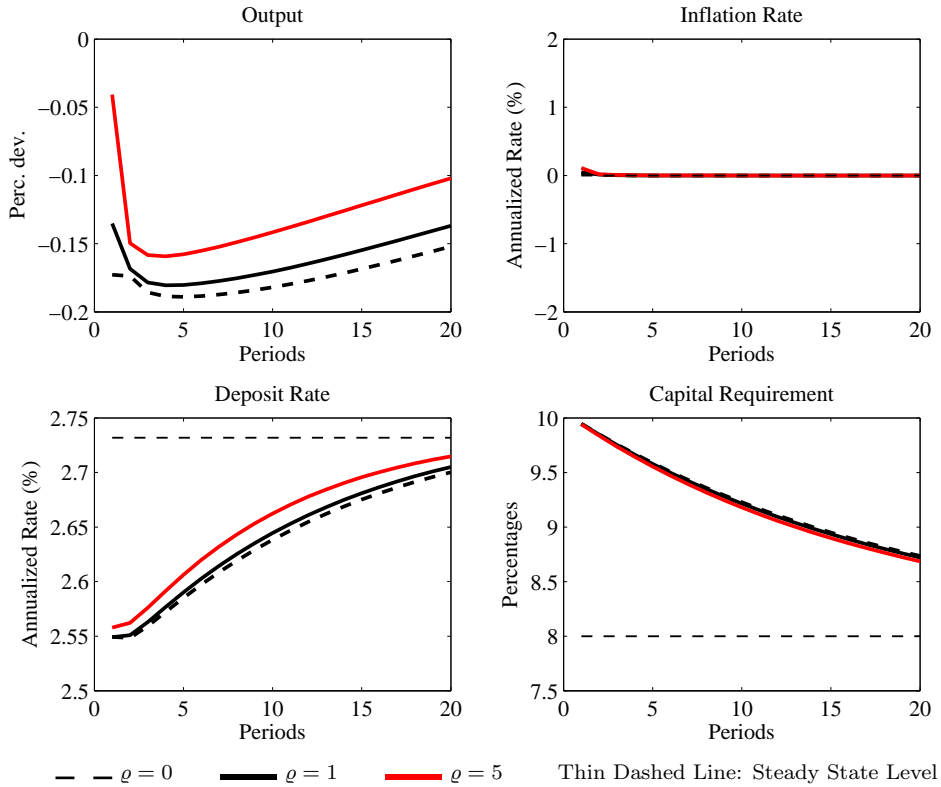 Output
0
−0.05
−0.1
−0.15
−0.2
Perc. dev.
0 5 10 15 20
Periods
Inflation Rate
2
1
0
−1
−2
Annualized Rate (%)
0 5 10 15 20
Periods
Deposit Rate
2.75
2.7
2.65
2.6
2.55
2.5
Annualized Rate (%)
0 5 10 15 20
Periods
Capital Requirement
10
9.5
9
8.5
8
7.5
Percentages
0 5 10 15 20
Periods
ϱ = 0 ϱ = 1 ϱ = 5 Thin Dashed Line: Steady State Level